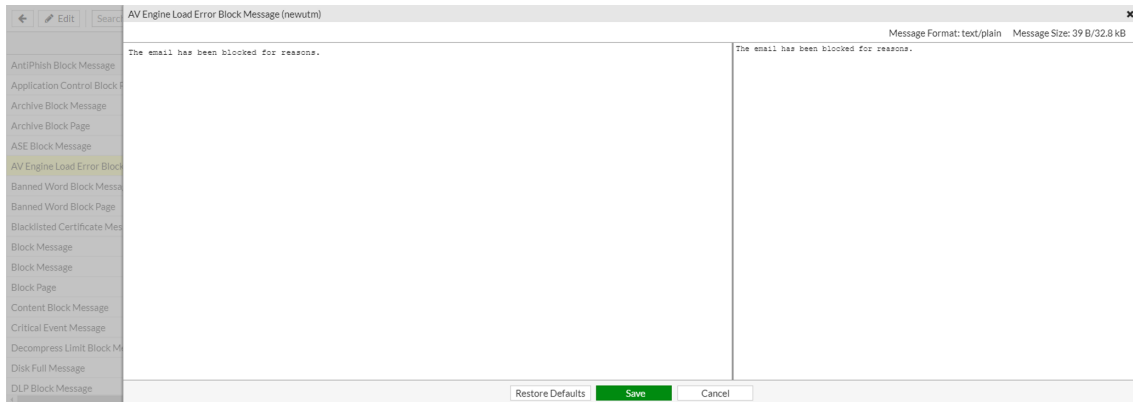 Edit
Search
AV Engine Load Error Block Message (newutm)
Message Format: text/plain Message Size: 39 B/32.8 kB
The email has been blocked for reasons.
The email has been blocked for reasons.
AntiPhish Block Message
Application Control Block
Archive Block Message
Archive Block Page
ASE Block Message
AV Engine Load Error Block
Banned Word Block Messa
Banned Word Block Page
Blacklisted Certificate Mes
Block Message
Block Message
Block Page
Content Block Message
Critical Event Message
Decompress Limit Block M
Disk Full Message
DLP Block Message
Restore Defaults Save Cancel